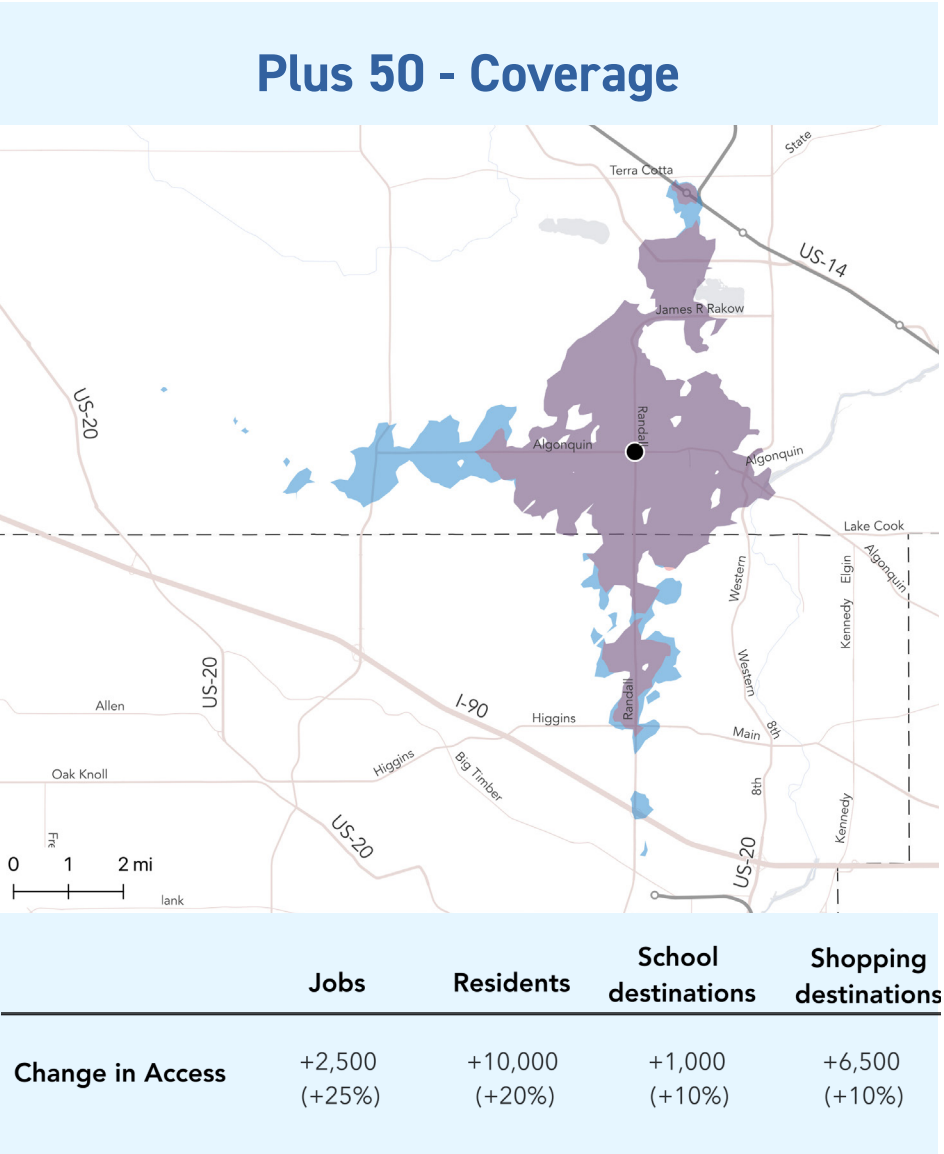 Plus 50 - Coverage
State
Terra Cotta
US-14
James R Rakow
US-20
Randall
Algonquin
Algonquin
Lake Cook
Algonquin
Western
Elgin
Kennedy
Western
US-20
Randall
Allen
I-90
Higgins
Main
8th
Higgins
Big Timber
Oak Knoll
8th
Kennedy
Fre
US-20
US-20
0 1 2 mi
lank
Jobs
Residents
School
destinations
Shopping
destinations
Change in Access
+2,500
(+25%)
+10,000
(+20%)
+1,000
(+10%)
+6,500
(+10%)